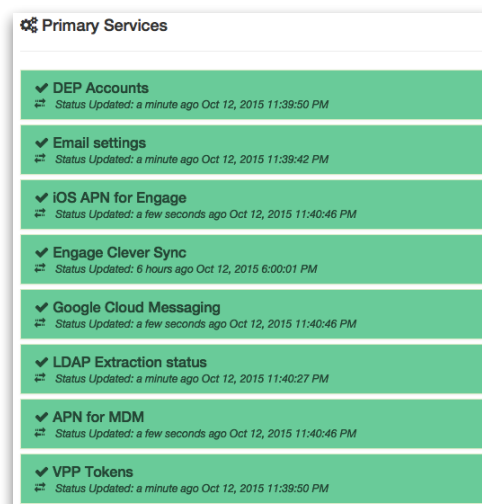 Primary Services
DEP Accounts
Status Updated: a minute ago Oct 12, 2015 11:39:50 PM
Email settings
Status Updated: a minute ago Oct 12, 2015 11:39:42 PM
iOS APN for Engage
Status Updated: a few seconds ago Oct 12, 2015 11:40:46 PM
Engage Clever Sync
Status Updated: 6 hours ago Oct 12, 2015 6:00:01 PM
Google Cloud Messaging
Status Updated: a few seconds ago Oct 12, 2015 11:40:46 PM
LDAP Extraction status
Status Updated: a minute ago Oct 12, 2015 11:40:27 PM
APN for MDM
Status Updated: a few seconds ago Oct 12, 2015 11:40:46 PM
VPP Tokens
Status Updated: a minute ago Oct 12, 2015 11:39:50 PM